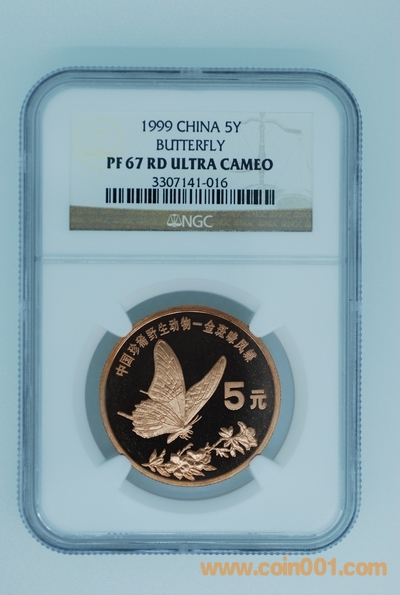 1999 CHINA 5Y
BUTTERFLY
PF 67 RD ULTRA CAMEO
3307141-016
NGC
中国珍稀野生动物—金斑喙凤蝶
5元
www.coin001.com